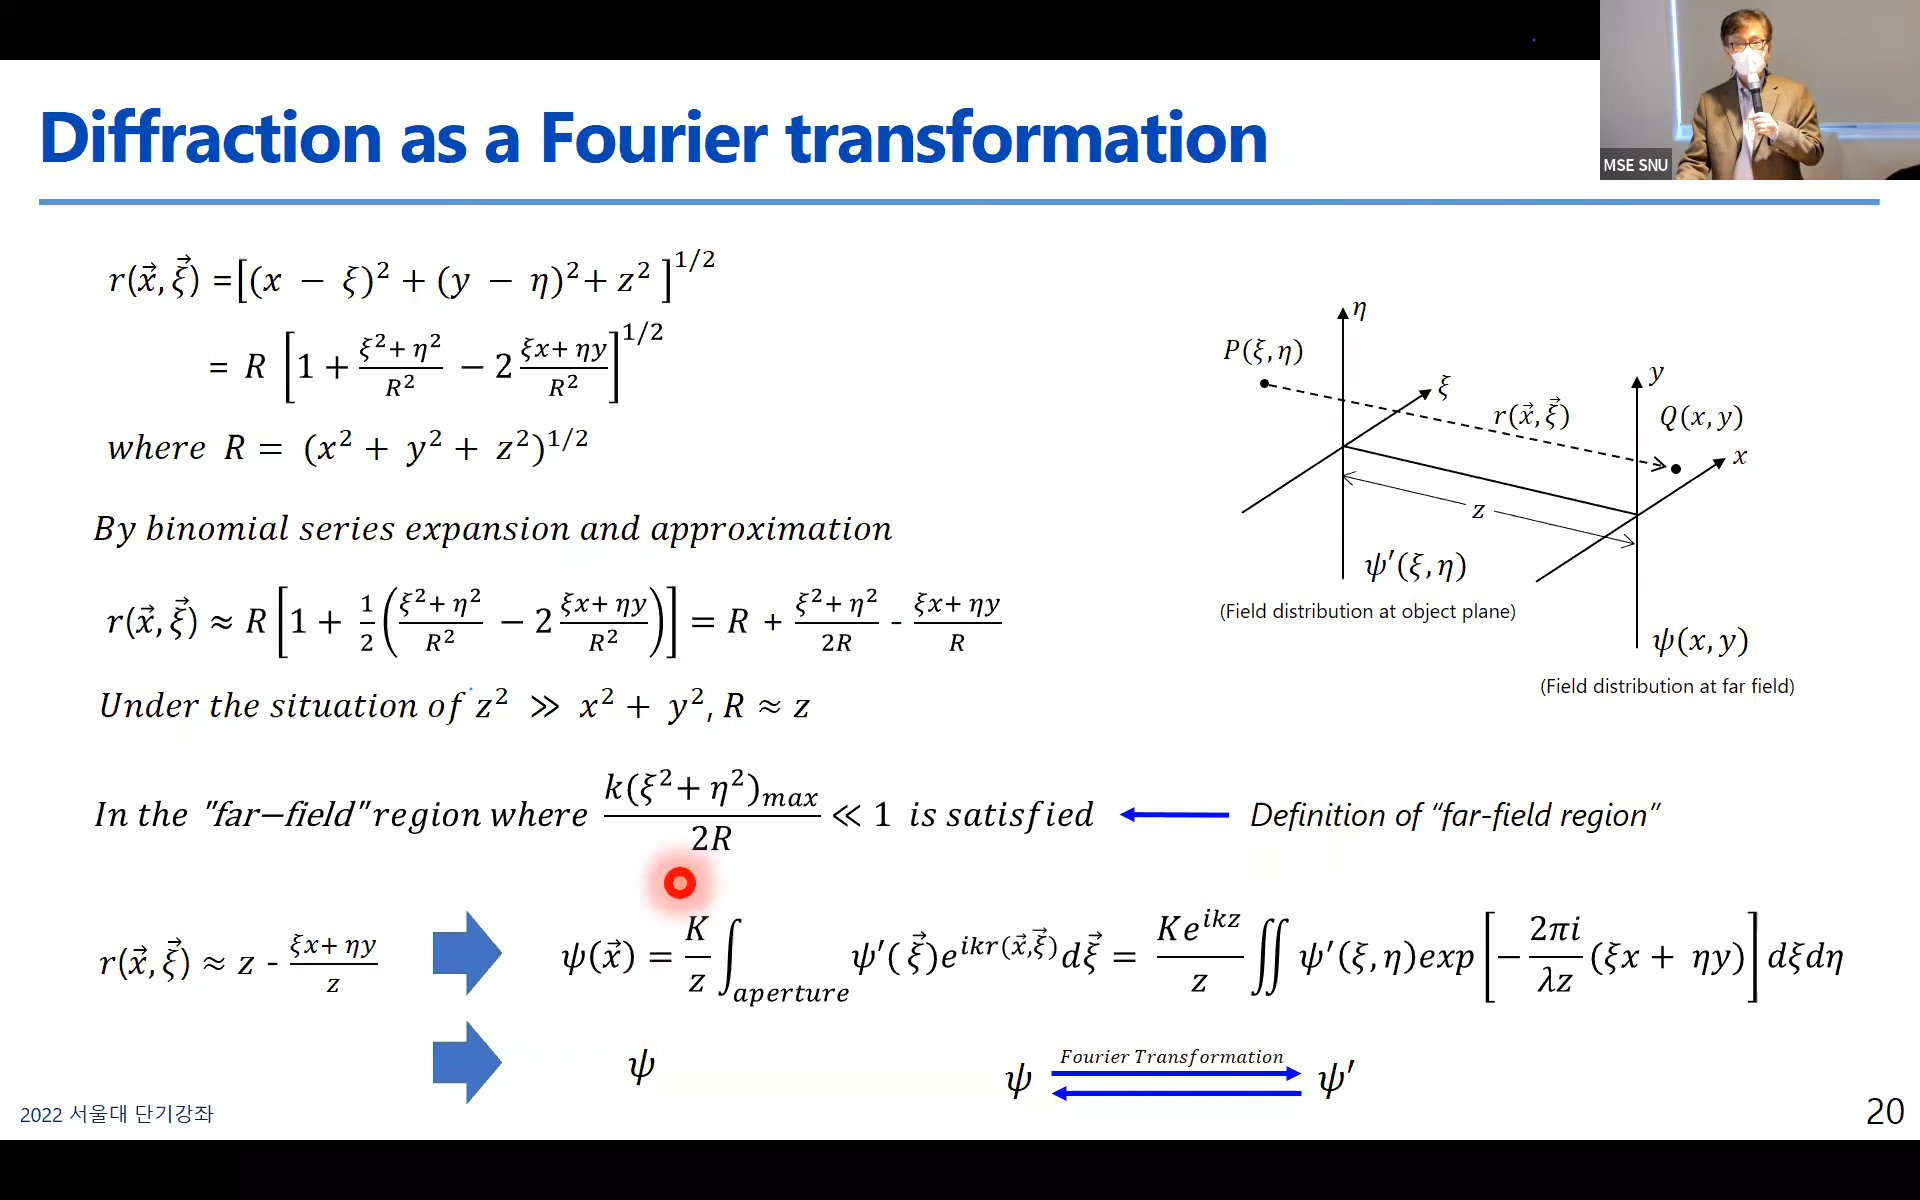 MSE SNU
Diffraction as a Fourier transformation
r(x⃗, ξ⃗) = [(x − ξ)² + (y − η)² + z²]^{1/2}
= R [1 + (ξ² + η²)/R² − 2 (ξx + ηy)/R²]^{1/2}
where R = (x² + y² + z²)^{1/2}
By binomial series expansion and approximation
r(x⃗, ξ⃗) ≈ R [1 + 1/2 ((ξ² + η²)/R² − 2 (ξx + ηy)/R²)] = R + (ξ² + η²)/2R - (ξx + ηy)/R
Under the situation of z² ≫ x² + y², R ≈ z
In the "far−field" region where k(ξ² + η²)_{max}/2R ≪ 1 is satisfied
Definition of “far-field region”
r(x⃗, ξ⃗) ≈ z - (ξx + ηy)/z
ψ(x⃗) = K/z ∫_{aperture} ψ′(ξ⃗)e^{ikr(x⃗,ξ⃗)}dξ⃗ = Ke^{ikz}/z ∬ ψ′(ξ, η)exp[−2πi/λz (ξx + ηy)] dξdη
ψ
ψ
Fourier Transformation
ψ′
η
P(ξ, η)
ξ
y
r(x⃗, ξ⃗)
Q(x, y)
x
z
ψ′(ξ, η)
(Field distribution at object plane)
ψ(x, y)
(Field distribution at far field)
2022 서울대 단기강좌
20